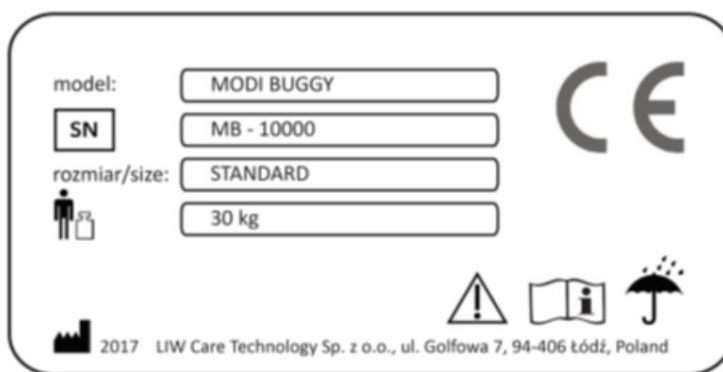 model: MODI BUGGY
SN MB - 10000
rozmiar/size: STANDARD
30 kg
2017 LIW Care Technology Sp. z o.o., ul. Golfowa 7, 94-406 Łódź, Poland
CE
i